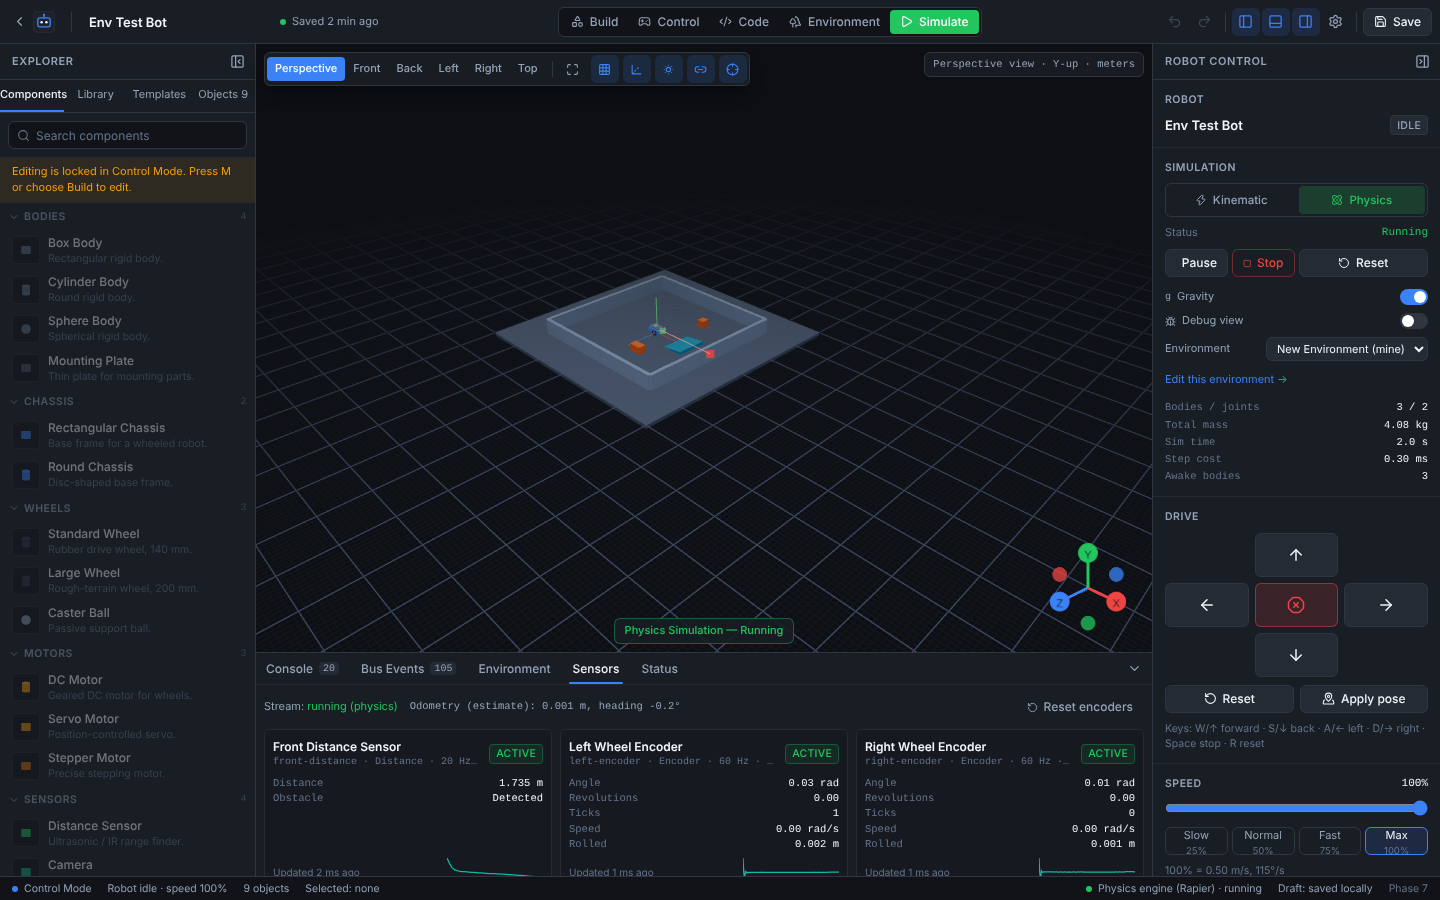 Env Test Bot
Saved 2 min ago
Build
Control
Code
Environment
Simulate
Save
EXPLORER
Components
Library
Templates
Objects 9
Search components
Editing is locked in Control Mode. Press M
or choose Build to edit.
BODIES 4
Box Body
Rectangular rigid body.
Cylinder Body
Round rigid body.
Sphere Body
Spherical rigid body.
Mounting Plate
Thin plate for mounting parts.
CHASSIS 2
Rectangular Chassis
Base frame for a wheeled robot.
Round Chassis
Disc-shaped base frame.
WHEELS 3
Standard Wheel
Rubber drive wheel, 140 mm.
Large Wheel
Rough-terrain wheel, 200 mm.
Caster Ball
Passive support ball.
MOTORS 3
DC Motor
Geared DC motor for wheels.
Servo Motor
Position-controlled servo.
Stepper Motor
Precise stepping motor.
SENSORS 4
Distance Sensor
Ultrasonic / IR range finder.
Camera
Perspective
Front
Back
Left
Right
Top
Perspective view · Y-up · meters
Y
Z
X
Physics Simulation — Running
Console 20
Bus Events 105
Environment
Sensors
Status
Stream: running (physics)
Odometry (estimate): 0.001 m, heading -0.2°
Reset encoders
Front Distance Sensor
front-distance · Distance · 20 Hz…
ACTIVE
Distance 1.735 m
Obstacle Detected
Updated 2 ms ago
Left Wheel Encoder
left-encoder · Encoder · 60 Hz · …
ACTIVE
Angle 0.03 rad
Revolutions 0.00
Ticks 1
Speed 0.00 rad/s
Rolled 0.002 m
Updated 1 ms ago
Right Wheel Encoder
right-encoder · Encoder · 60 Hz ·…
ACTIVE
Angle 0.01 rad
Revolutions 0.00
Ticks 0
Speed 0.00 rad/s
Rolled 0.001 m
Updated 1 ms ago
ROBOT CONTROL
ROBOT
Env Test Bot
IDLE
SIMULATION
Kinematic
Physics
Status Running
Pause
Stop
Reset
g Gravity
Debug view
Environment New Environment (mine)
Edit this environment →
Bodies / joints 3 / 2
Total mass 4.08 kg
Sim time 2.0 s
Step cost 0.30 ms
Awake bodies 3
DRIVE
Reset
Apply pose
Keys: W/↑ forward · S/↓ back · A/← left · D/→ right ·
Space stop · R reset
SPEED 100%
Slow
25%
Normal
50%
Fast
75%
Max
100%
100% = 0.50 m/s, 115°/s
Control Mode
Robot idle · speed 100%
9 objects
Selected: none
Physics engine (Rapier) · running
Draft: saved locally
Phase 7